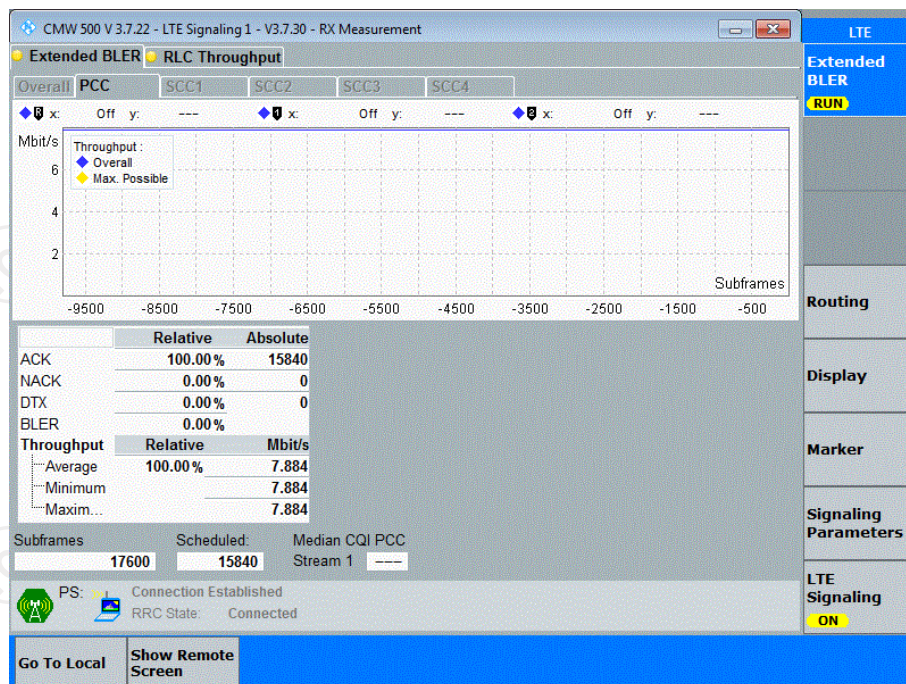 CMW 500 V 3.7.22 - LTE Signaling 1 - V3.7.30 - RX Measurement
LTE
Extended BLER RLC Throughput
Extended BLER
RUN
Overall PCC SCC1 SCC2 SCC3 SCC4
R x: Off y: --- 1 x: Off y: --- 2 x: Off y: ---
Mbit/s
Throughput :
Overall
Max. Possible
6
4
2
Subframes
-9500 -8500 -7500 -6500 -5500 -4500 -3500 -2500 -1500 -500
Relative Absolute
ACK 100.00 % 15840
NACK 0.00 % 0
DTX 0.00 % 0
BLER 0.00 %
Throughput Relative Mbit/s
Average 100.00 % 7.884
Minimum 7.884
Maxim... 7.884
Subframes Scheduled: Median CQI PCC
17600 15840 Stream 1 ---
PS: Connection Established
RRC State: Connected
Routing
Display
Marker
Signaling Parameters
LTE Signaling
ON
Go To Local
Show Remote Screen